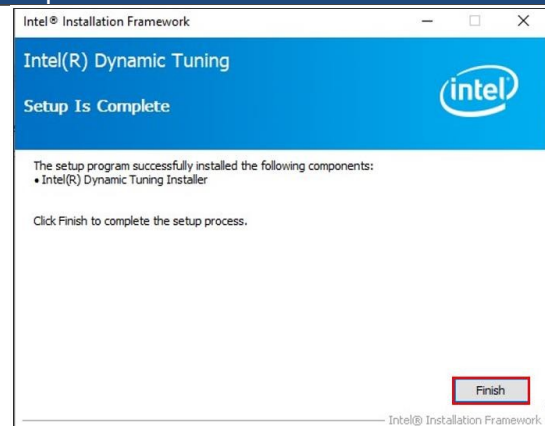 Intel® Installation Framework
Intel(R) Dynamic Tuning
Setup Is Complete
intel
The setup program successfully installed the following components:
• Intel(R) Dynamic Tuning Installer
Click Finish to complete the setup process.
Finish
Intel® Installation Framework